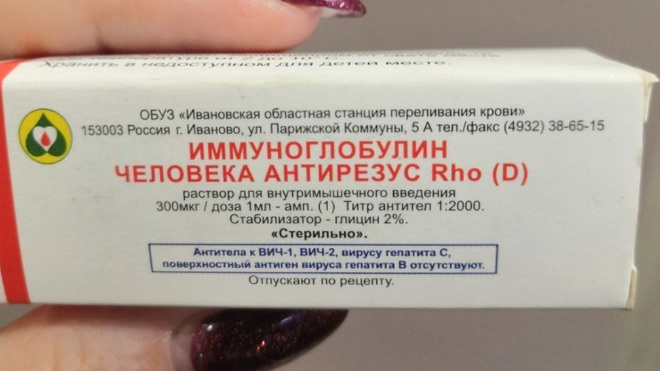 Хранить в недоступном для детей месте.
ОБУЗ «Ивановская областная станция переливания крови»
153003 Россия г. Иваново, ул. Парижской Коммуны, 5 А тел./факс (4932) 38-65-15
ИММУНОГЛОБУЛИН
ЧЕЛОВЕКА АНТИРЕЗУС Rho (D)
раствор для внутримышечного введения
300мкг / доза 1мл - амп. (1) Титр антител 1:2000.
Стабилизатор - глицин 2%.
«Стерильно».
Антитела к ВИЧ-1, ВИЧ-2, вирусу гепатита С,
поверхностный антиген вируса гепатита В отсутствуют.
Отпускают по рецепту.